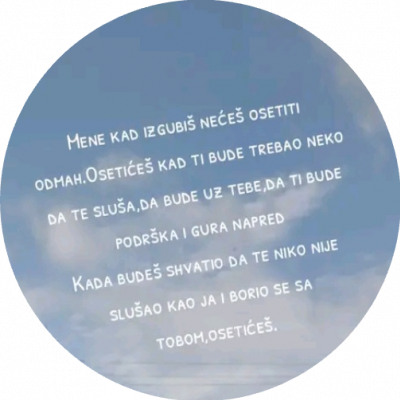 Mene kad izgubiš nećeš osetiti
odmah.Osetićeš kad ti bude trebao neko
da te sluša,da bude uz tebe,da ti bude
podrška i gura napred
Kada budeš shvatio da te niko nije
slušao kao ja i borio se sa
tobom,osetićeš.